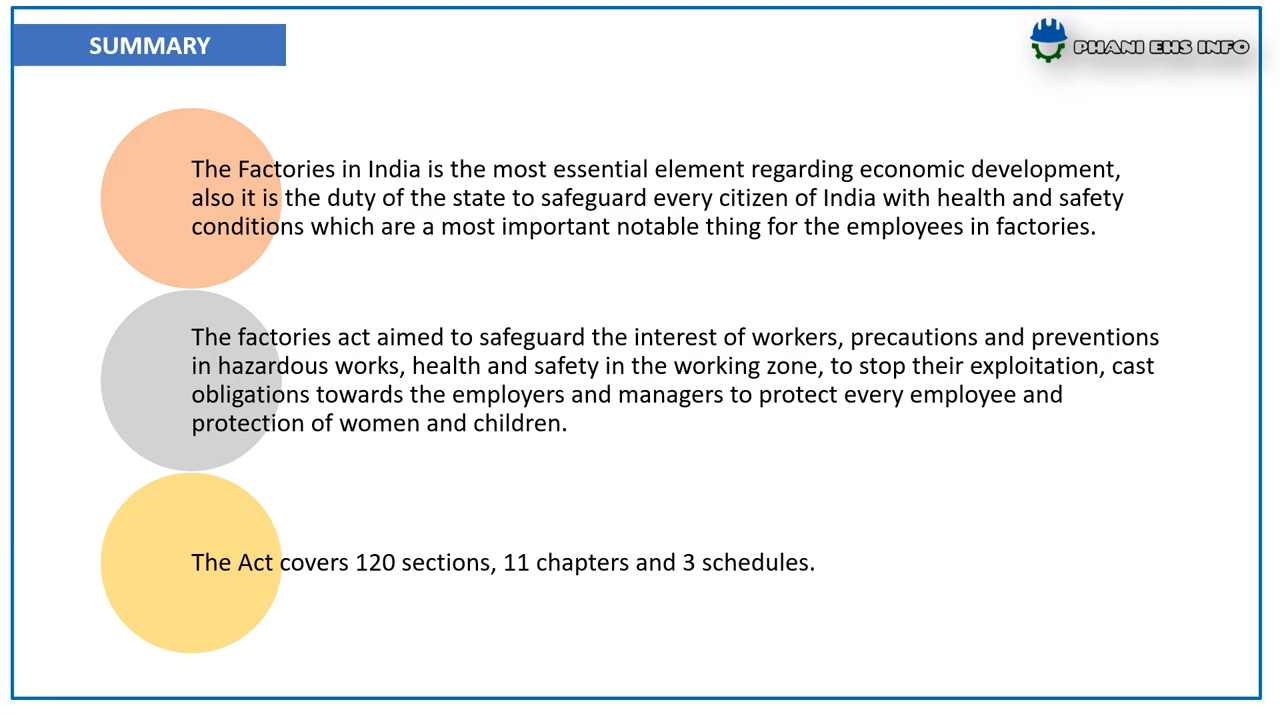 SUMMARY
PHANI EHS INFO
The Factories in India is the most essential element regarding economic development,
also it is the duty of the state to safeguard every citizen of India with health and safety
conditions which are a most important notable thing for the employees in factories.
The factories act aimed to safeguard the interest of workers, precautions and preventions
in hazardous works, health and safety in the working zone, to stop their exploitation, cast
obligations towards the employers and managers to protect every employee and
protection of women and children.
The Act covers 120 sections, 11 chapters and 3 schedules.